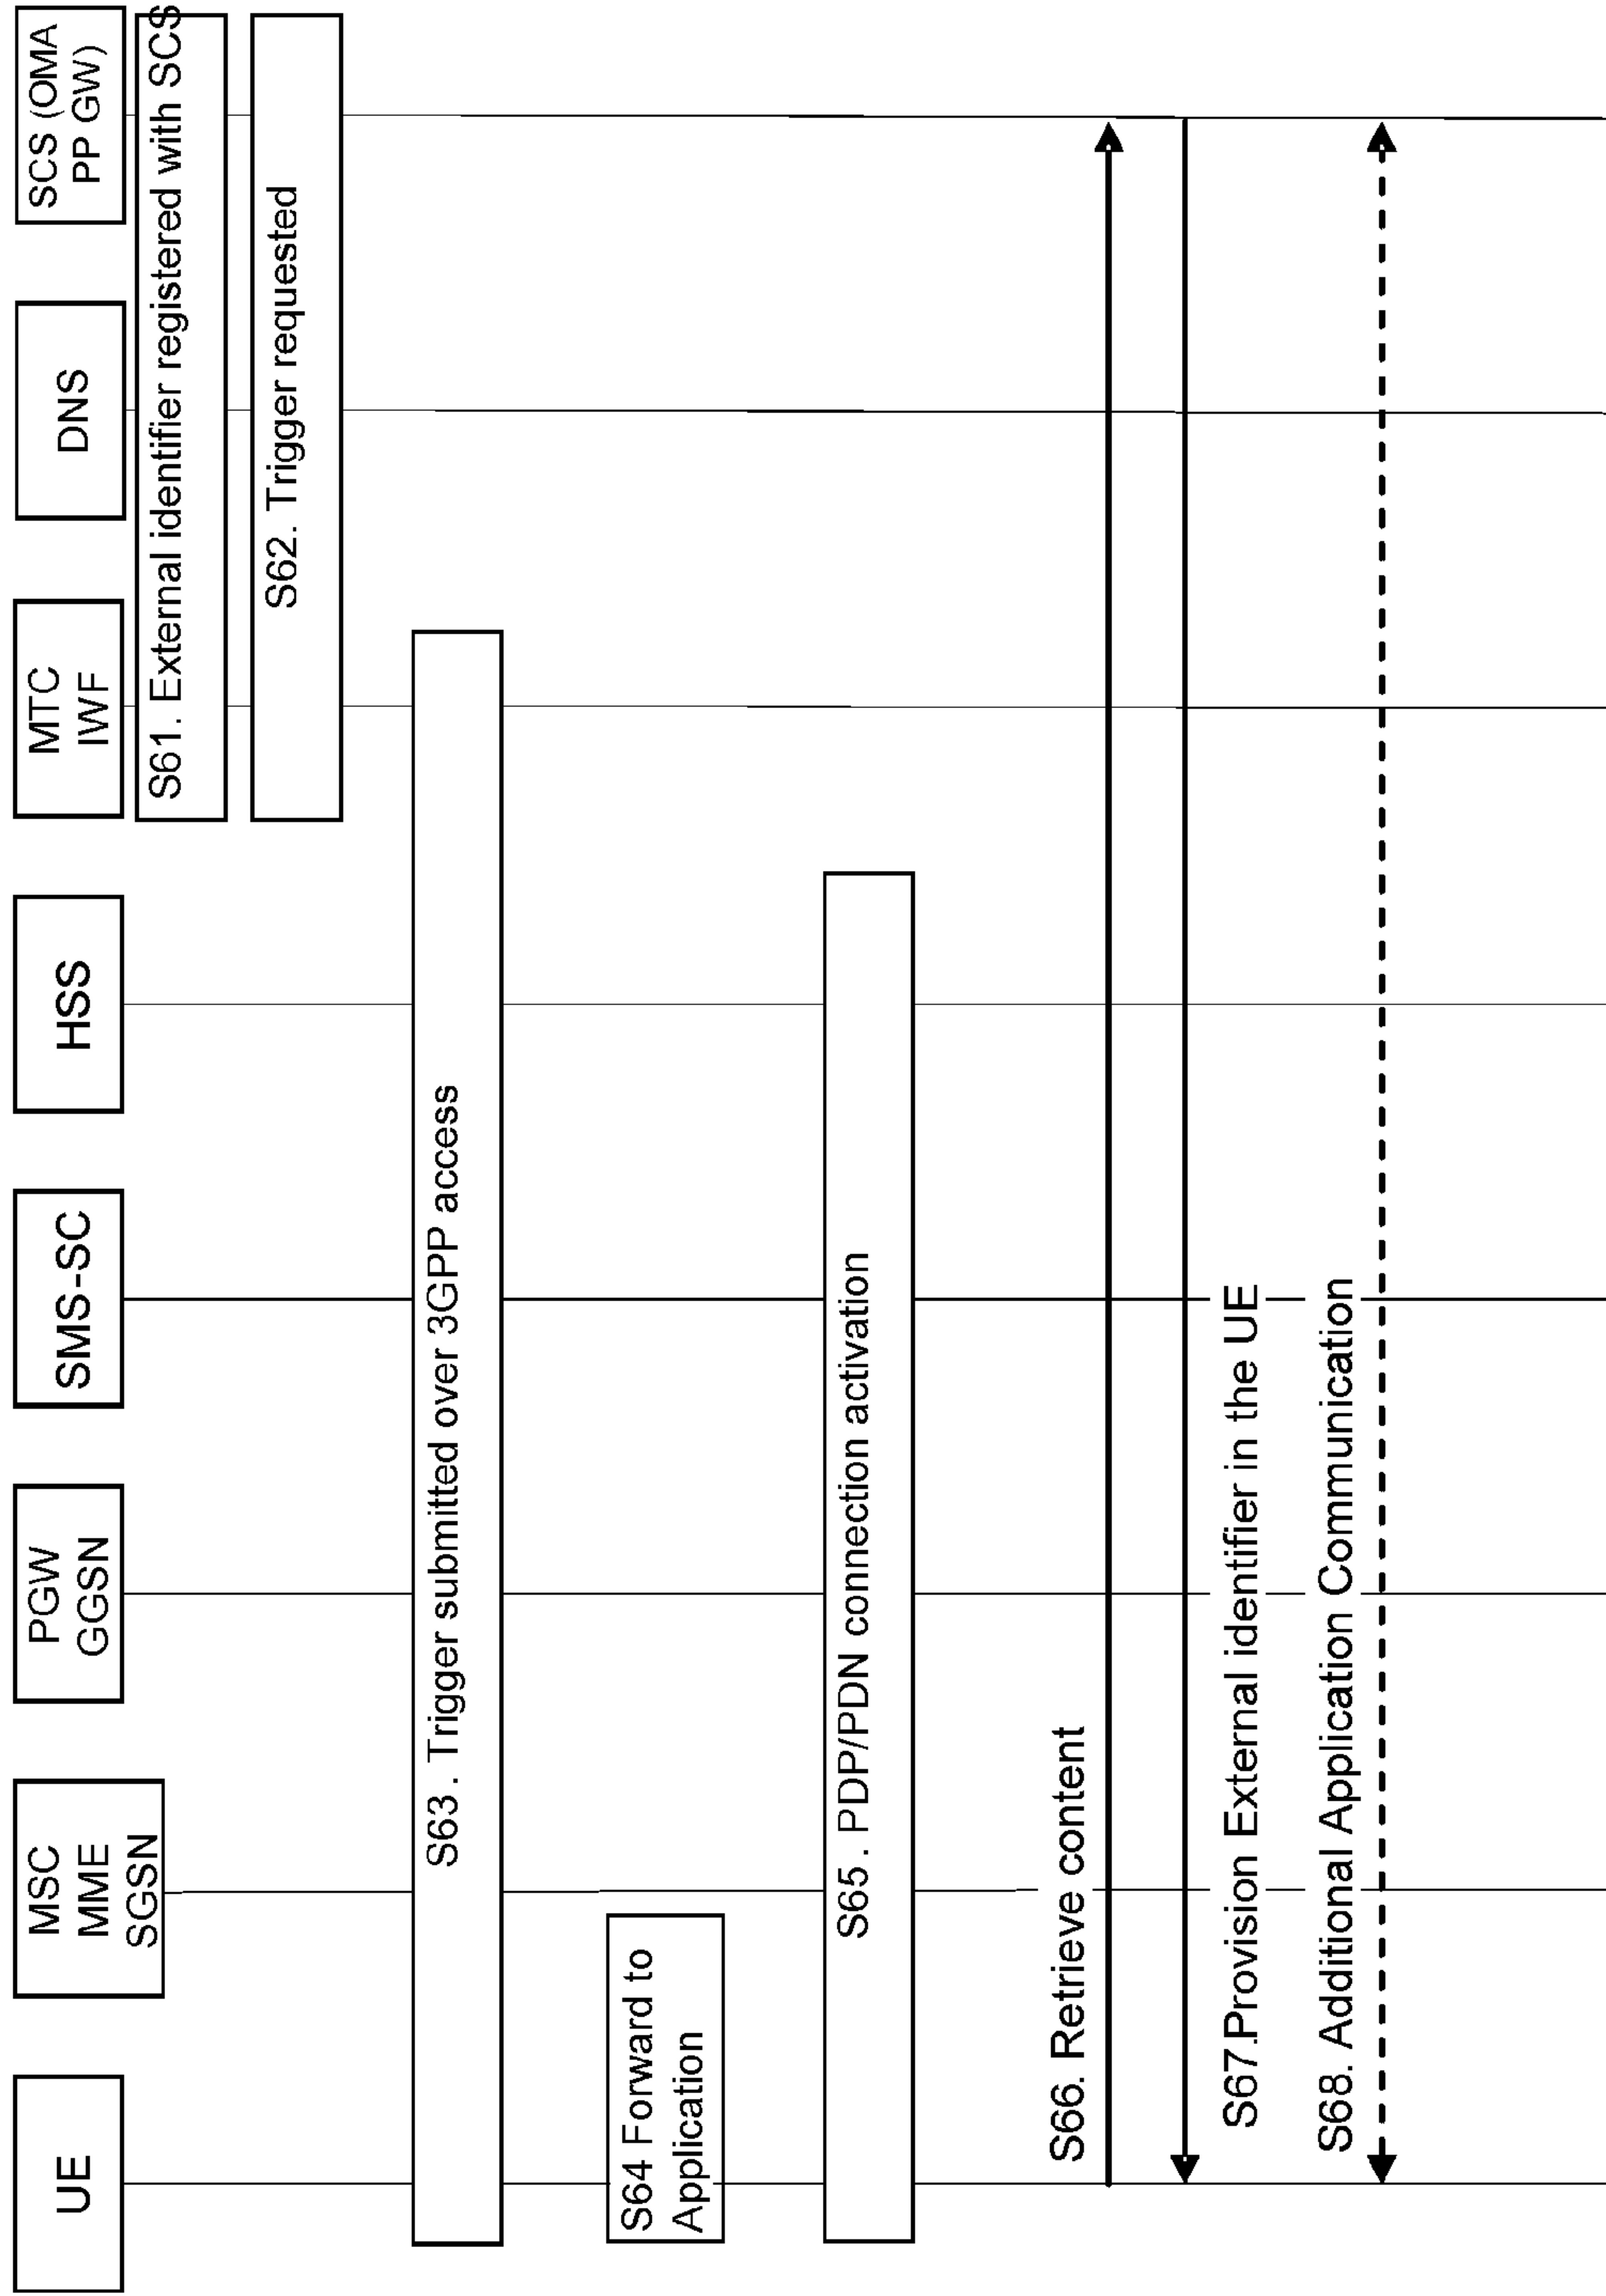 UE
MSC
MME
SGSN
PGW
GGSN
SMS-SC
HSS
MTC
IWF
DNS
SCS (OMA
PP GW)
S61. External identifier registered with SCS
S62. Trigger requested
S63 . Trigger submitted over 3GPP access
S64 Forward to
Application
S65 . PDP/PDN connection activation
S66. Retrieve content
S67.Provision External identifier in the UE
S68. Additional Application Communication